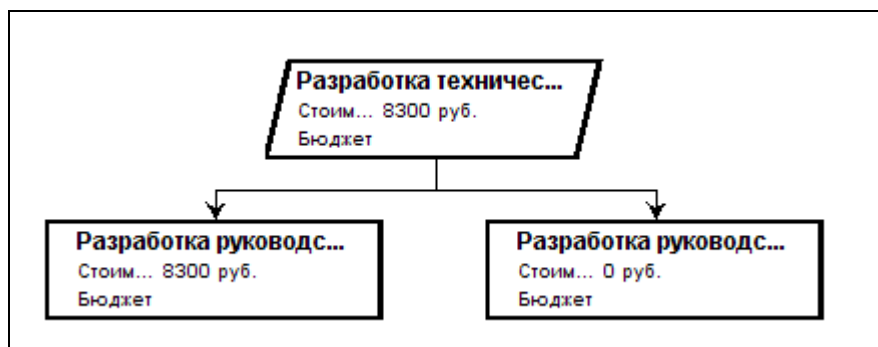 Разработка техничес...
Стоим... 8300 руб.
Бюджет
Разработка руководс...
Стоим... 8300 руб.
Бюджет
Разработка руководс...
Стоим... 0 руб.
Бюджет